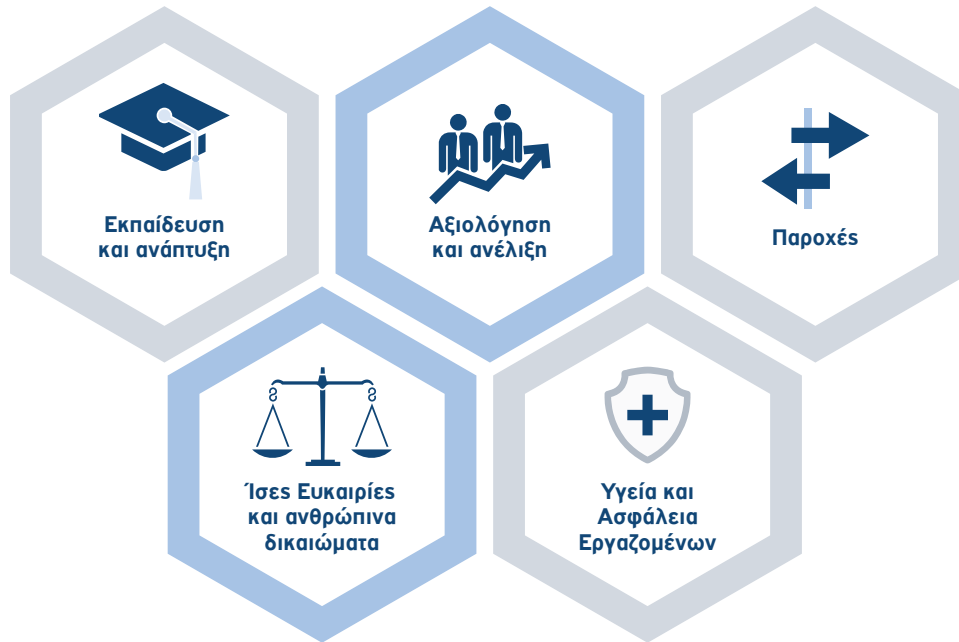 Εκπαίδευση
και ανάπτυξη
Αξιολόγηση
και ανέλιξη
Παροχές
Ίσες Ευκαιρίες
και ανθρώπινα
δικαιώματα
Υγεία και
Ασφάλεια
Εργαζομένων